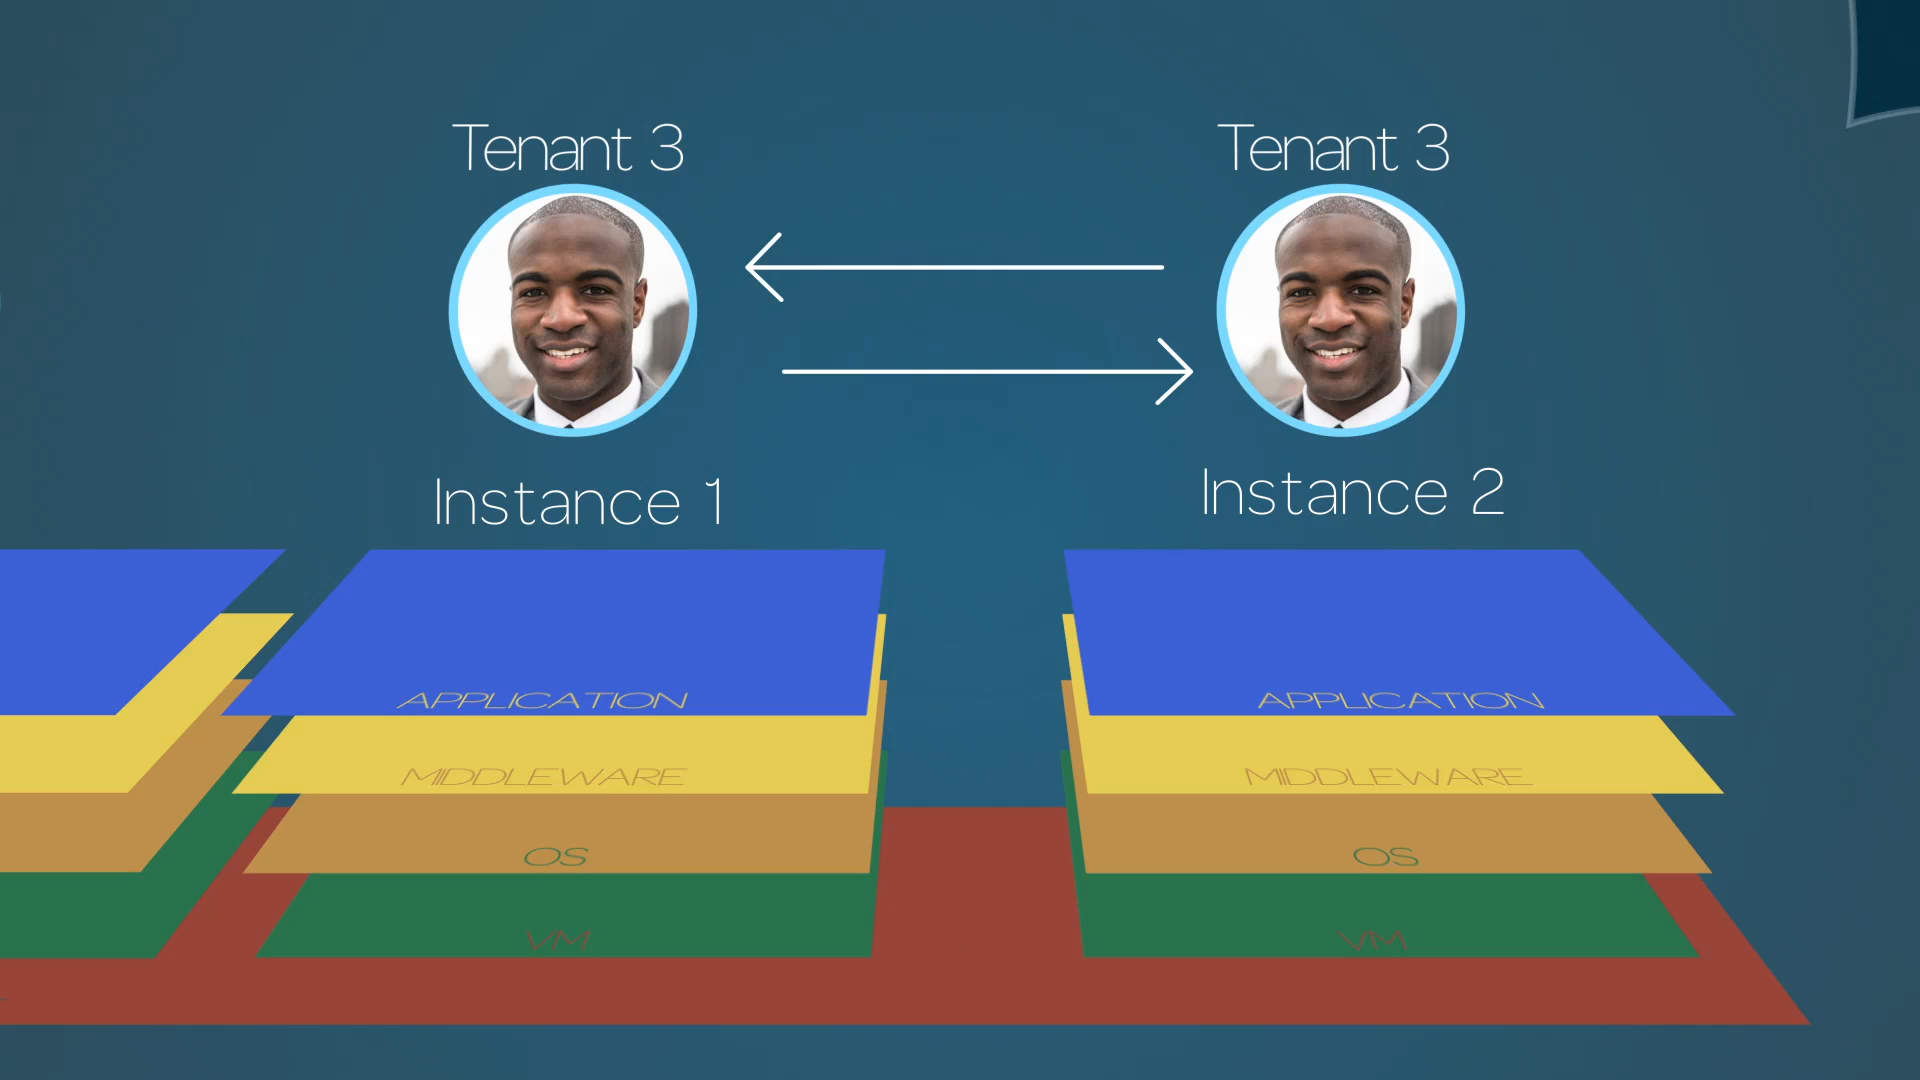 Tenant 3
Tenant 3
Instance 1
Instance 2
APPLICATION
APPLICATION
MIDDLEWARE
MIDDLEWARE
OS
OS
VM
VM